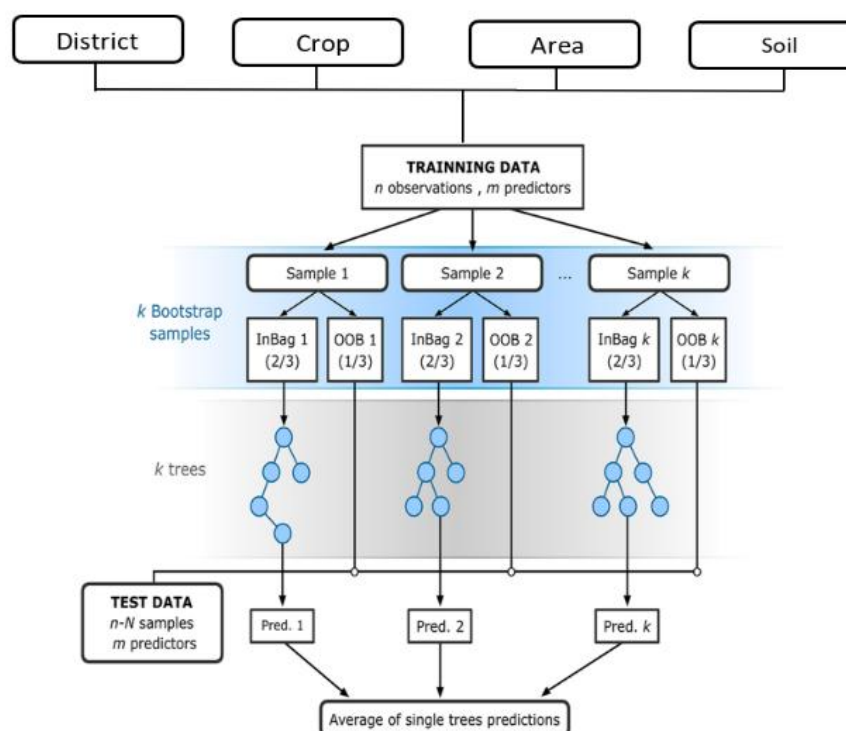 District
Crop
Area
Soil
TRAINNING DATA
n observations , m predictors
Sample 1
Sample 2
...
Sample k
k Bootstrap
samples
InBag 1
(2/3)
OOB 1
(1/3)
InBag 2
(2/3)
OOB 2
(1/3)
InBag k
(2/3)
OOB k
(1/3)
k trees
TEST DATA
n-N samples
m predictors
Pred. 1
Pred. 2
Pred. k
Average of single trees predictions